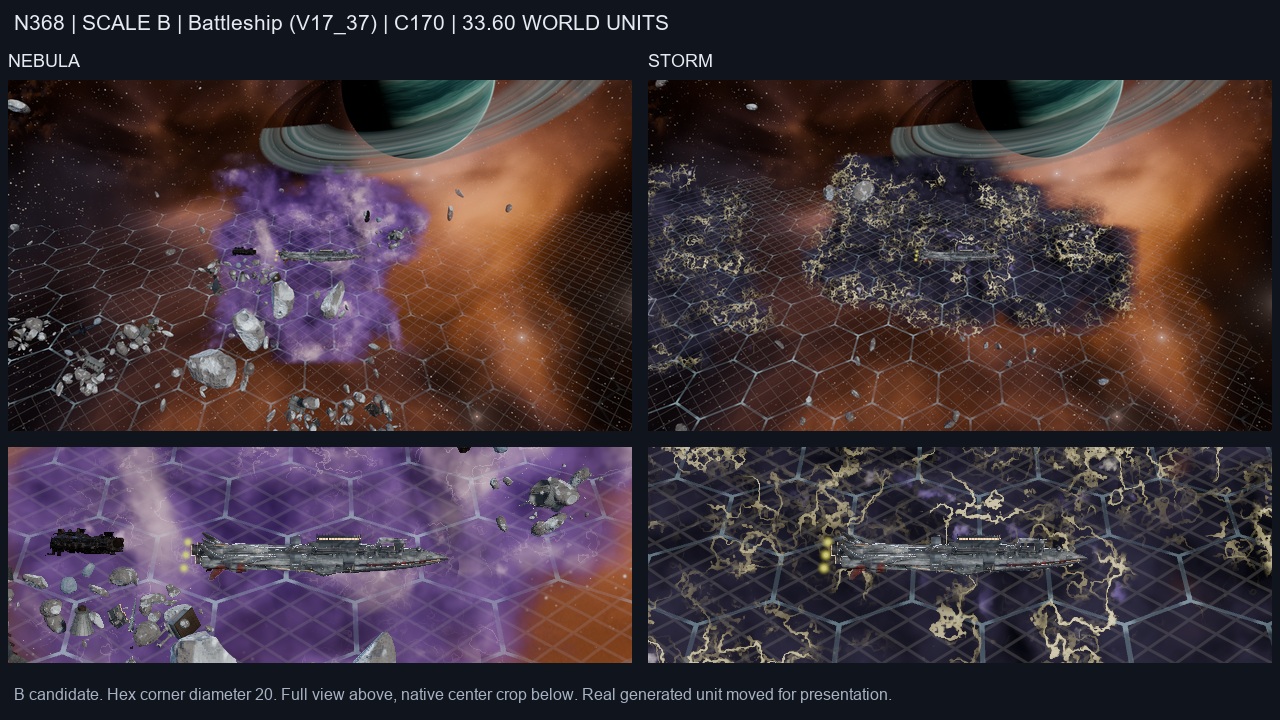 N368 | SCALE B | Battleship (V17_37) | C170 | 33.60 WORLD UNITS
NEBULA
STORM
B candidate. Hex corner diameter 20. Full view above, native center crop below. Real generated unit moved for presentation.